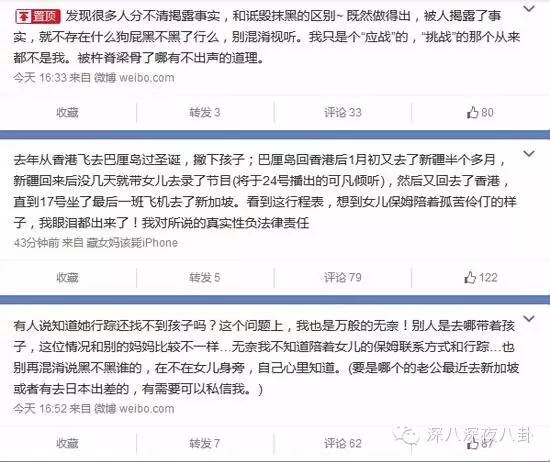 置顶 发现很多人分不清揭露事实，和诋毁抹黑的区别~ 既然做得出，被人揭露了事
实，就不存在什么狗屁黑不黑了行么，别混淆视听。我只是个“应战”的，“挑战”的那个从来
都不是我。被杵脊梁骨了哪有不出声的道理。
今天 16:33 来自 微博 weibo.com
收藏 转发 3 评论 33 80
去年从香港飞去巴厘岛过圣诞，撇下孩子；巴厘岛回香港后1月初又去了新疆半个多月，
新疆回来后没几天就带女儿去录了节目(将于24号播出的可凡倾听)，然后又回去了香港，
直到17号坐了最后一班飞机去了新加坡。看到这行程表，想到女儿保姆陪着孤苦伶仃的样
子，我眼泪都出来了！我对所说的真实性负法律责任
43分钟前 来自 藏女妈该毙iPhone
收藏 转发 5 评论 79 122
有人说知道她行踪还找不到孩子吗？这个问题上，我也是万般的无奈！别人是去哪带着孩
子，这位情况和别的妈妈比较不一样...无奈我不知道陪着女儿的保姆联系方式和行踪...也
别再混淆说黑不黑谁的，在不在女儿身旁，自己心里知道。(要是哪个的老公最近去新加坡
或者有去日本出差的，有需要可以私信我。)
今天 16:52 来自 微博 weibo.com
收藏 转发 7 评论 62 87
深八深夜八卦